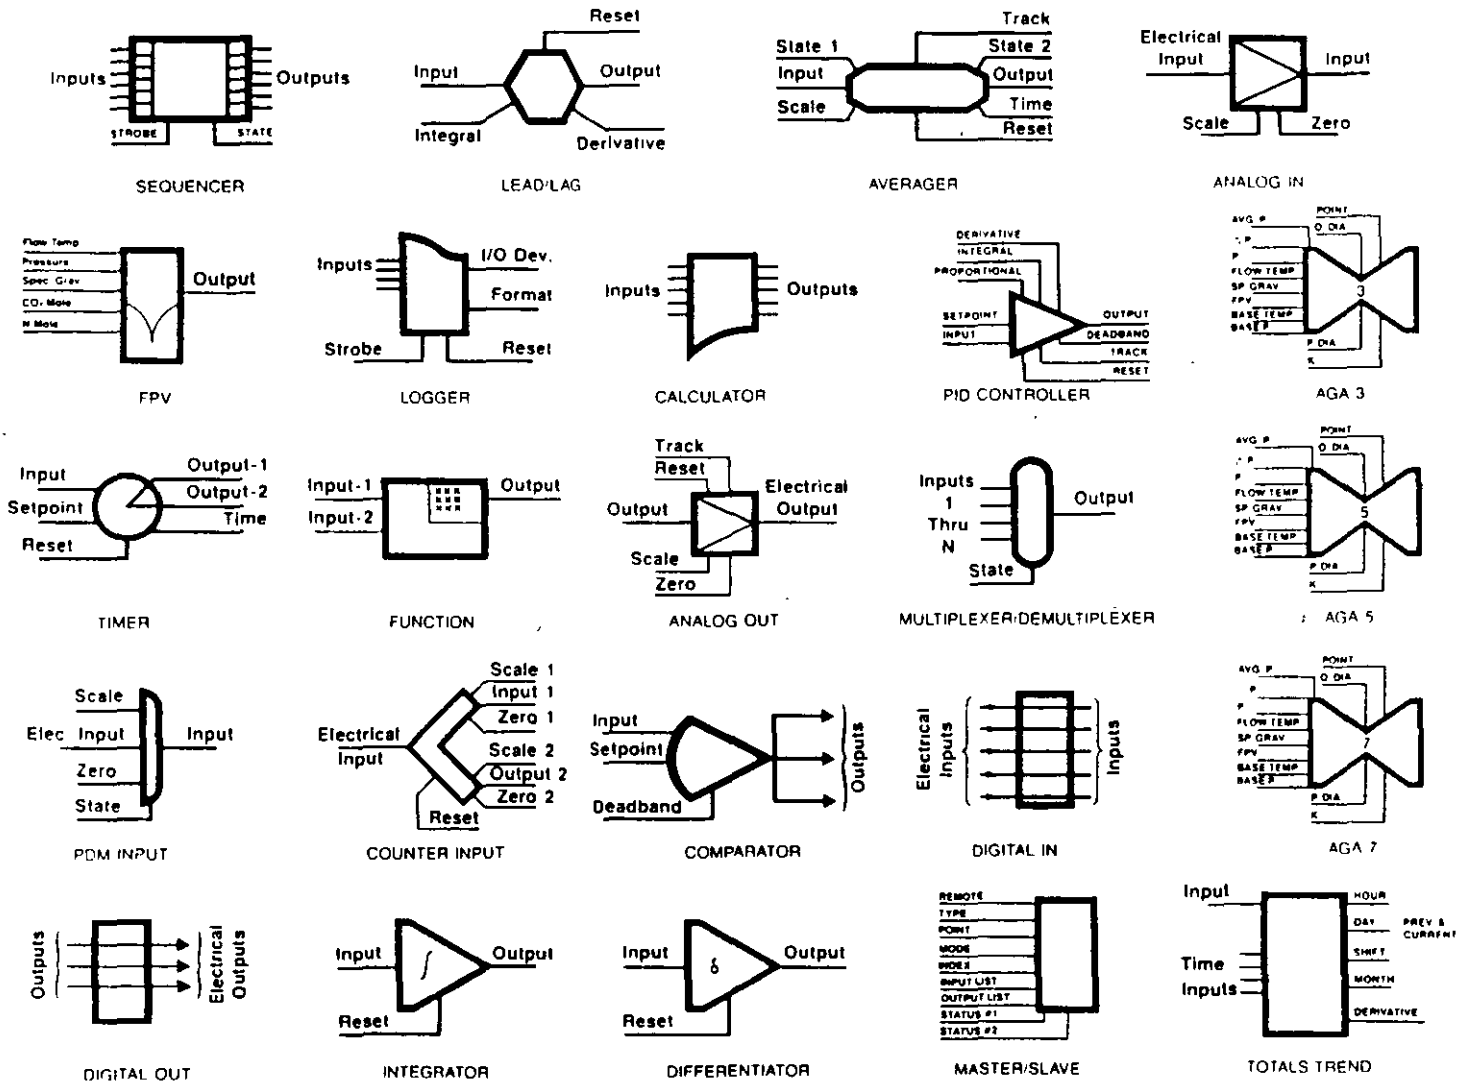 Inputs
Outputs
STROBE
STATE
SEQUENCER
Reset
Input
Output
Integral
Derivative
LEAD/LAG
Track
State 1
State 2
Input
Output
Scale
Time
Reset
AVERAGER
Electrical
Input
Input
Scale
Zero
ANALOG IN
Flow Temp
Pressure
Spec Grav
CO₂ Mole
N Mole
Output
FPV
Inputs
I/O Dev.
Format
Strobe
Reset
LOGGER
Inputs
Outputs
CALCULATOR
DERIVATIVE
INTEGRAL
PROPORTIONAL
SETPOINT
INPUT
OUTPUT
DEADBAND
TRACK
RESET
PID CONTROLLER
POINT
AVG P
O DIA
P
P
FLOW TEMP
SP GRAV
FPV
BASE TEMP
BASE P
3
P DIA
K
AGA 3
Input
Output-1
Output-2
Setpoint
Time
Reset
TIMER
Input-1
Input-2
Output
FUNCTION
Track
Reset
Electrical
Output
Output
Scale
Zero
ANALOG OUT
Inputs
1
Thru
N
State
Output
MULTIPLEXER/DEMULTIPLEXER
POINT
AVG P
O DIA
P
P
FLOW TEMP
SP GRAV
FPV
BASE TEMP
BASE P
5
P DIA
K
AGA 5
Scale
Elec Input
Input
Zero
State
PDM INPUT
Scale 1
Input 1
Zero 1
Electrical
Input
Scale 2
Output 2
Zero 2
Reset
COUNTER INPUT
Input
Setpoint
Deadband
Outputs
COMPARATOR
Electrical
Inputs
Inputs
DIGITAL IN
POINT
AVG P
O DIA
P
P
FLOW TEMP
SP GRAV
FPV
BASE TEMP
BASE P
7
P DIA
K
AGA 7
Outputs
Electrical
Outputs
DIGITAL OUT
Input
∫
Output
Reset
INTEGRATOR
Input
δ
Output
Reset
DIFFERENTIATOR
REMOTE
TYPE
POINT
MODE
INDEX
INPUT LIST
OUTPUT LIST
STATUS #1
STATUS #2
MASTER/SLAVE
Input
Time
Inputs
HOUR
DAY
PREV &
CURRENT
SHIFT
MONTH
DERIVATIVE
TOTALS TREND